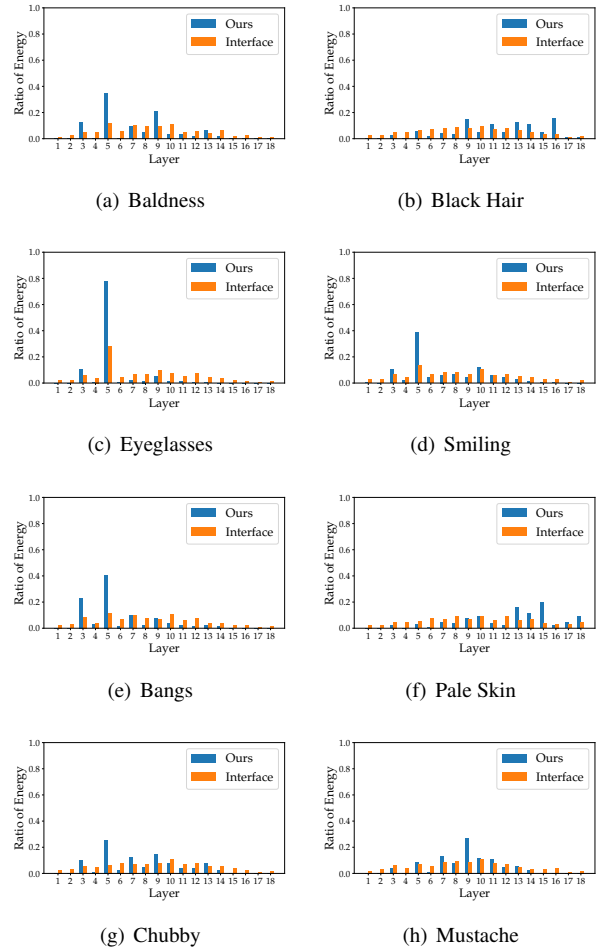 1.0
0.8
0.6
0.4
0.2
0.0
Ratio of Energy
Ours
Interface
1 2 3 4 5 6 7 8 9 10 11 12 13 14 15 16 17 18
Layer
(a) Baldness
1.0
0.8
0.6
0.4
0.2
0.0
Ratio of Energy
Ours
Interface
1 2 3 4 5 6 7 8 9 10 11 12 13 14 15 16 17 18
Layer
(b) Black Hair
1.0
0.8
0.6
0.4
0.2
0.0
Ratio of Energy
Ours
Interface
1 2 3 4 5 6 7 8 9 10 11 12 13 14 15 16 17 18
Layer
(c) Eyeglasses
1.0
0.8
0.6
0.4
0.2
0.0
Ratio of Energy
Ours
Interface
1 2 3 4 5 6 7 8 9 10 11 12 13 14 15 16 17 18
Layer
(d) Smiling
1.0
0.8
0.6
0.4
0.2
0.0
Ratio of Energy
Ours
Interface
1 2 3 4 5 6 7 8 9 10 11 12 13 14 15 16 17 18
Layer
(e) Bangs
1.0
0.8
0.6
0.4
0.2
0.0
Ratio of Energy
Ours
Interface
1 2 3 4 5 6 7 8 9 10 11 12 13 14 15 16 17 18
Layer
(f) Pale Skin
1.0
0.8
0.6
0.4
0.2
0.0
Ratio of Energy
Ours
Interface
1 2 3 4 5 6 7 8 9 10 11 12 13 14 15 16 17 18
Layer
(g) Chubby
1.0
0.8
0.6
0.4
0.2
0.0
Ratio of Energy
Ours
Interface
1 2 3 4 5 6 7 8 9 10 11 12 13 14 15 16 17 18
Layer
(h) Mustache